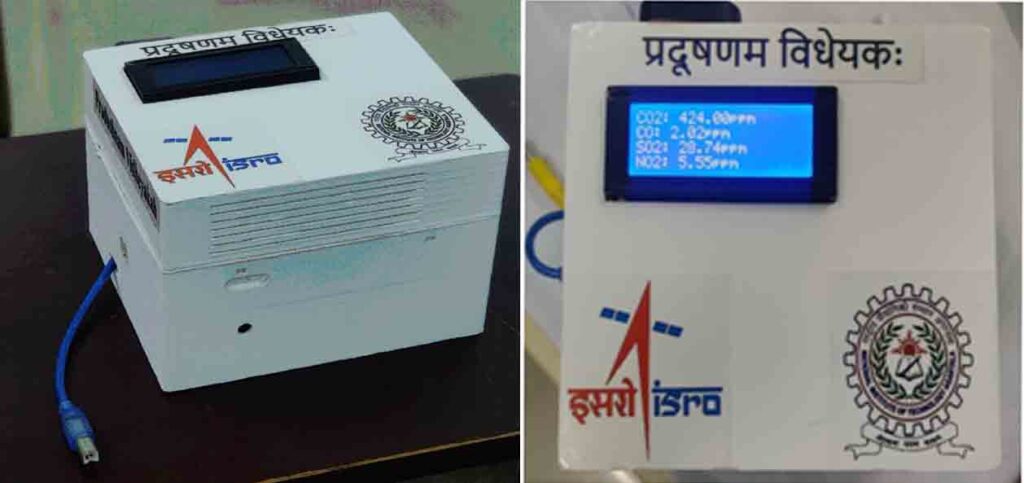 प्रदूषणम विधेयकः
इसरो isro
प्रदूषणम विधेयकः
CO2: 424.00ppm
CO: 2.02ppm
SO2: 28.74ppm
NO2: 5.55ppm
इसरो isro